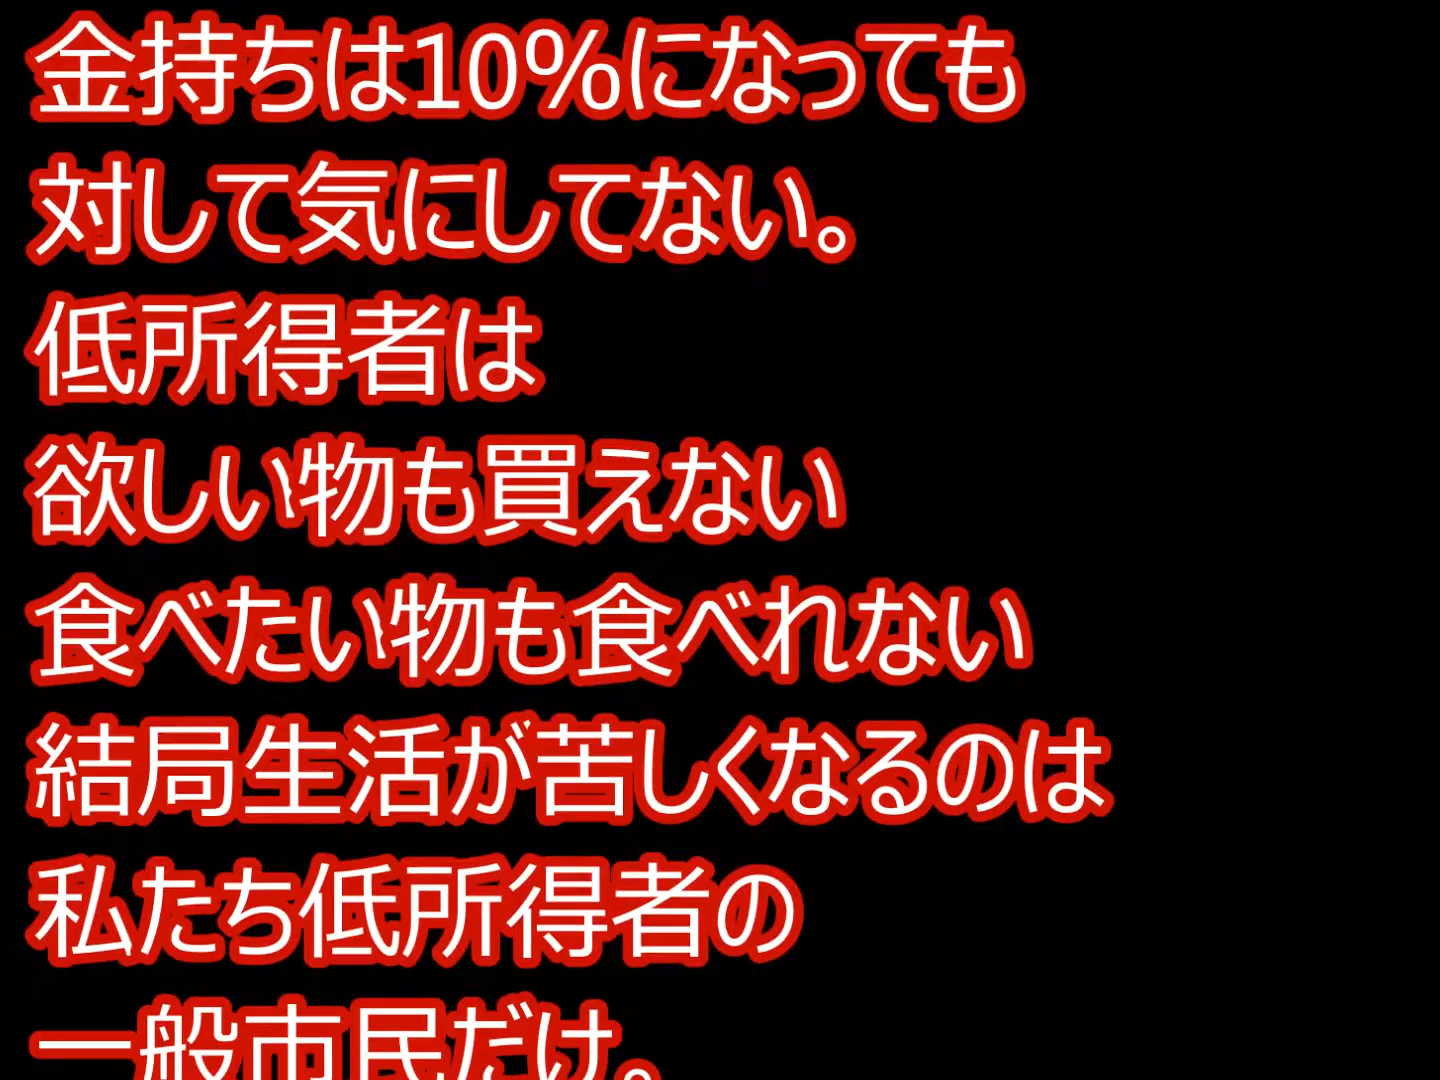 金持ちは10％になっても
対して気にしてない。
低所得者は
欲しい物も買えない
食べたい物も食べれない
結局生活が苦しくなるのは
私たち低所得者の
一般市民だけ。